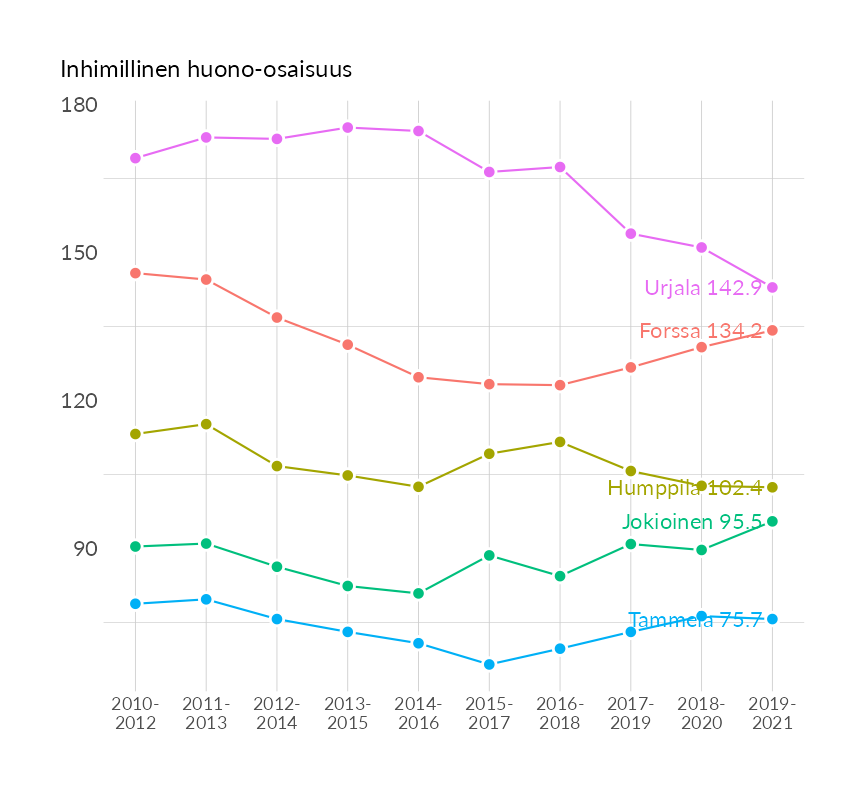 Inhimillinen huono-osaisuus
180
150
120
90
Urjala 142.9
Forssa 134.2
Humppila 102.4
Jokioinen 95.5
Tammela 75.7
2010- 2011- 2012- 2013- 2014- 2015- 2016- 2017- 2018- 2019-
2012 2013 2014 2015 2016 2017 2018 2019 2020 2021